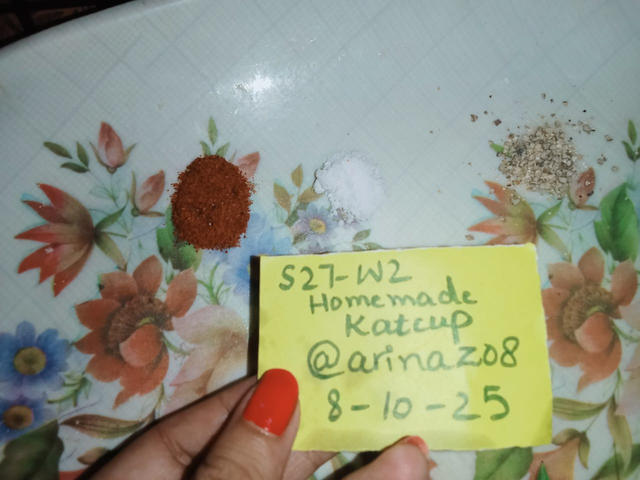 S27-W2
Homemade
Katcup
@arinaz08
8-10-25